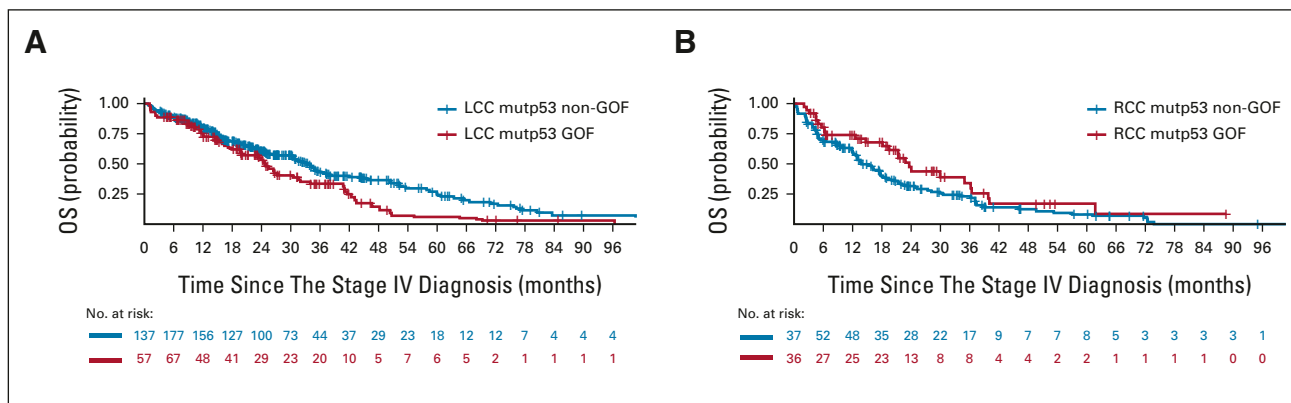 A
OS (probability)
1.00
0.75
0.50
0.25
LCC mutp53 non-GOF
LCC mutp53 GOF
0 6 12 18 24 30 36 42 48 54 60 66 72 78 84 90 96
Time Since The Stage IV Diagnosis (months)
No. at risk:
137 177 156 127 100 73 44 37 29 23 18 12 12 7 4 4 4
57 67 48 41 29 23 20 10 5 7 6 5 2 1 1 1 1
B
OS (probability)
1.00
0.75
0.50
0.25
RCC mutp53 non-GOF
RCC mutp53 GOF
0 6 12 18 24 30 36 42 48 54 60 66 72 78 84 90 96
Time Since The Stage IV Diagnosis (months)
No. at risk:
37 52 48 35 28 22 17 9 7 7 8 5 3 3 3 3 1
36 27 25 23 13 8 8 4 4 2 2 1 1 1 1 0 0